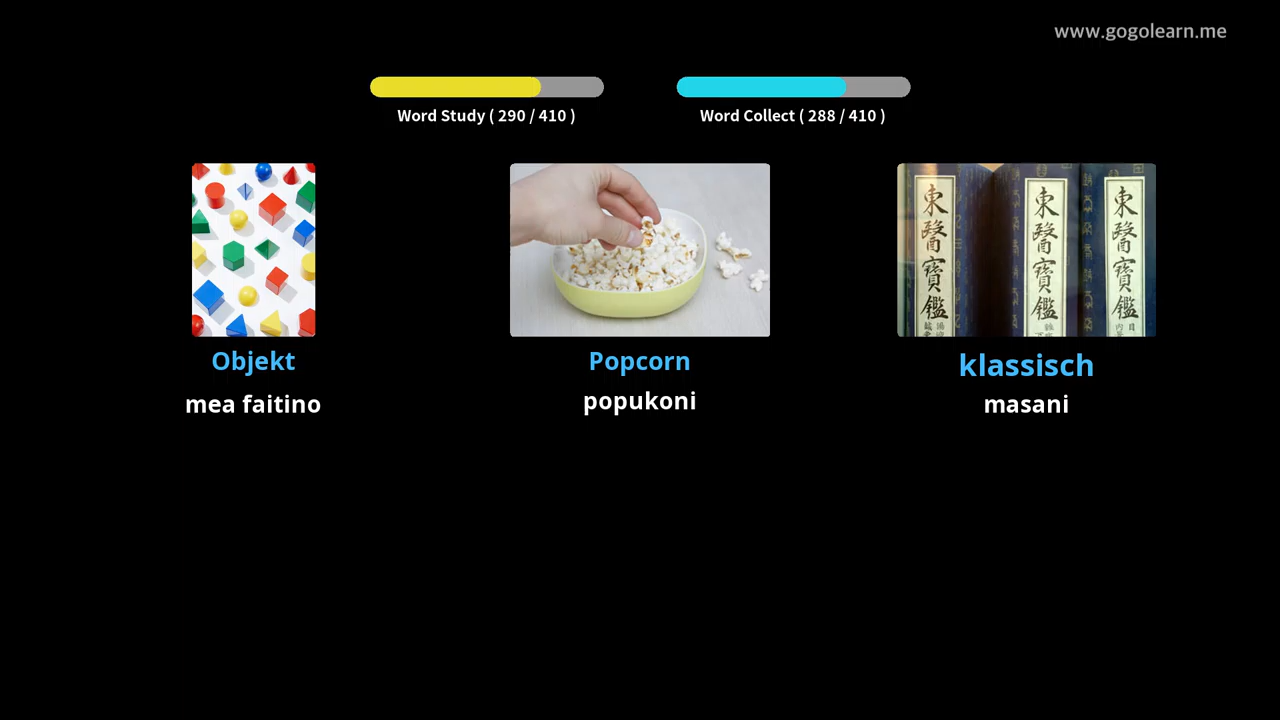 www.gogolearn.me
Word Study ( 290 / 410 )
Word Collect ( 288 / 410 )
東醫寶鑑
東醫寶鑑
東醫寶鑑
Objekt
Popcorn
klassisch
mea faitino
popukoni
masani